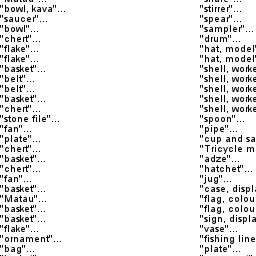 "bowl, kava"...
"saucer"...
"bowl"...
"chert"...
"flake"...
"flake"...
"basket"...
"belt"...
"belt"...
"basket"...
"chert"...
"stone file"...
"fan"...
"plate"...
"chert"...
"basket"...
"chert"...
"fan"...
"basket"...
"Matau"...
"basket"...
"basket"...
"flake"...
"ornament"...
"bag"...
"stirrer"...
"spear"...
"sampler"...
"drum"...
"hat, model"
"hat, model"
"shell, worke
"shell, worke
"shell, worke
"shell, worke
"shell, worke
"spoon"...
"pipe"...
"cup and sa
"Tricycle m
"adze"...
"hatchet"...
"jug"...
"case, displa
"flag, colou
"flag, colou
"sign, displa
"vase"...
"fishing line
"plate"...